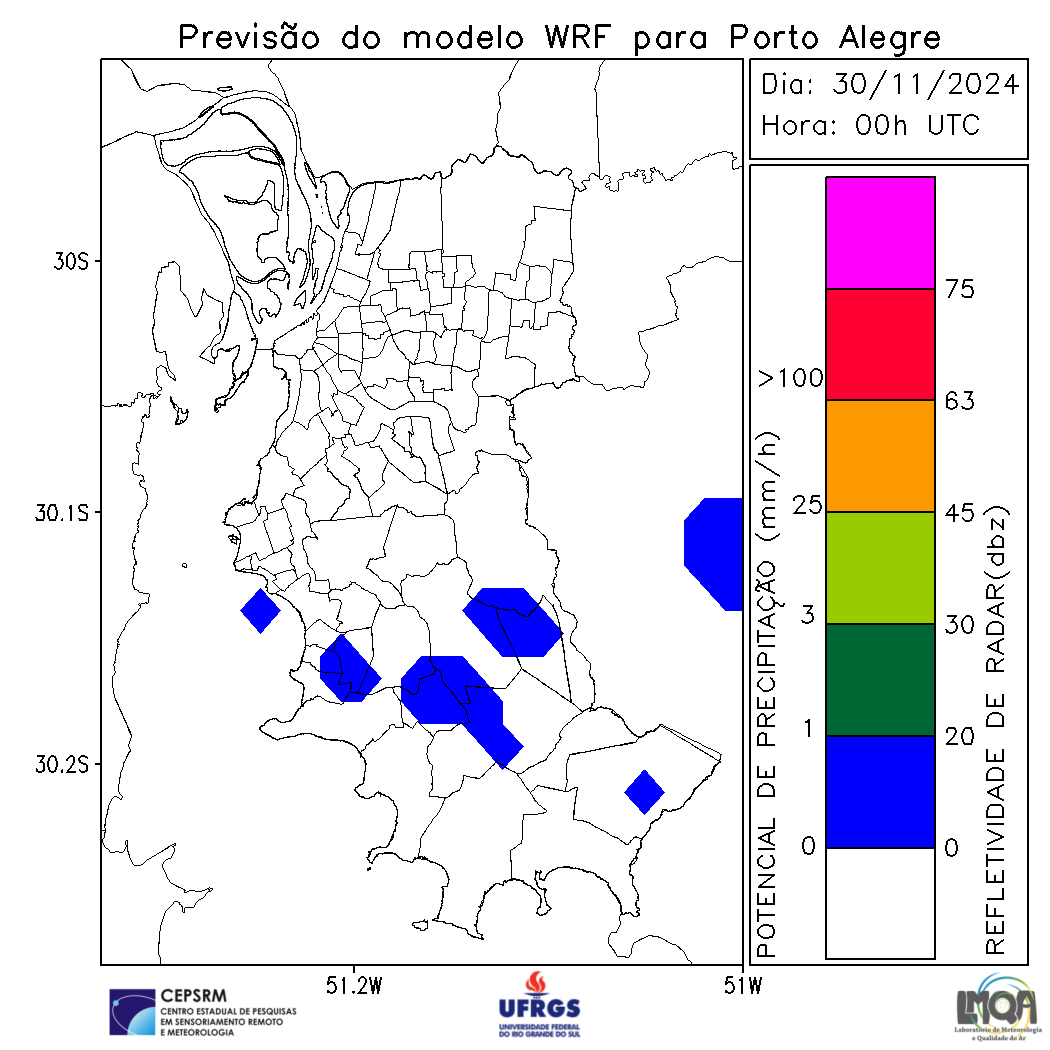 Previsão do modelo WRF para Porto Alegre
Dia: 30/11/2024
Hora: 00h UTC
30S
30.1S
30.2S
51.2W
51W
POTENCIAL DE PRECIPITAÇÃO (mm/h)
>100
25
3
1
0
75
63
45
30
20
0
REFLETIVIDADE DE RADAR(dbz)
CEPSRM
CENTRO ESTADUAL DE PESQUISAS
EM SENSORIAMENTO REMOTO
E METEOROLOGIA
UFRGS
UNIVERSIDADE FEDERAL
DO RIO GRANDE DO SUL
LMQA
Laboratório de Meteorologia
e Qualidade do Ar